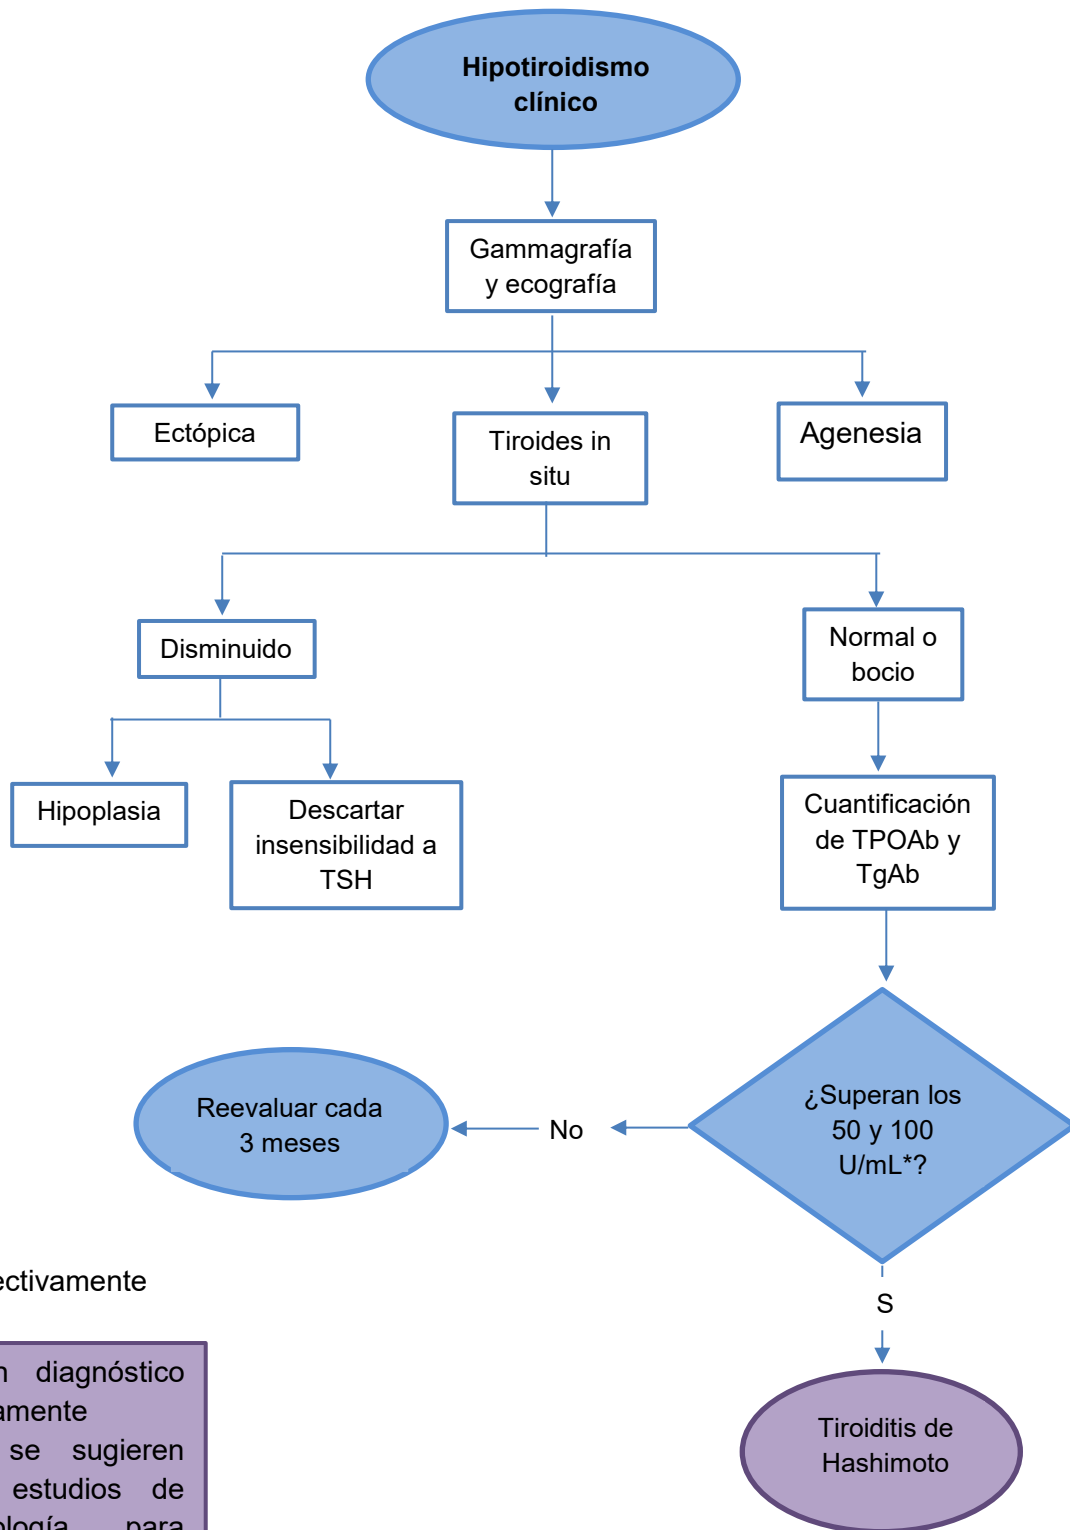 Hipotiroidismo
clínico
Gammagrafía
y ecografía
Ectópica
Tiroides in
situ
Agenesia
Disminuido
Normal o
bocio
Hipoplasia
Descartar
insensibilidad a
TSH
Cuantificación
de TPOAb y
TgAb
¿Superan los
50 y 100
U/mL*?
No
Reevaluar cada
3 meses
S
Tiroiditis de
Hashimoto
ectivamente
diagnóstico
amente
se sugieren
estudios de
ología para